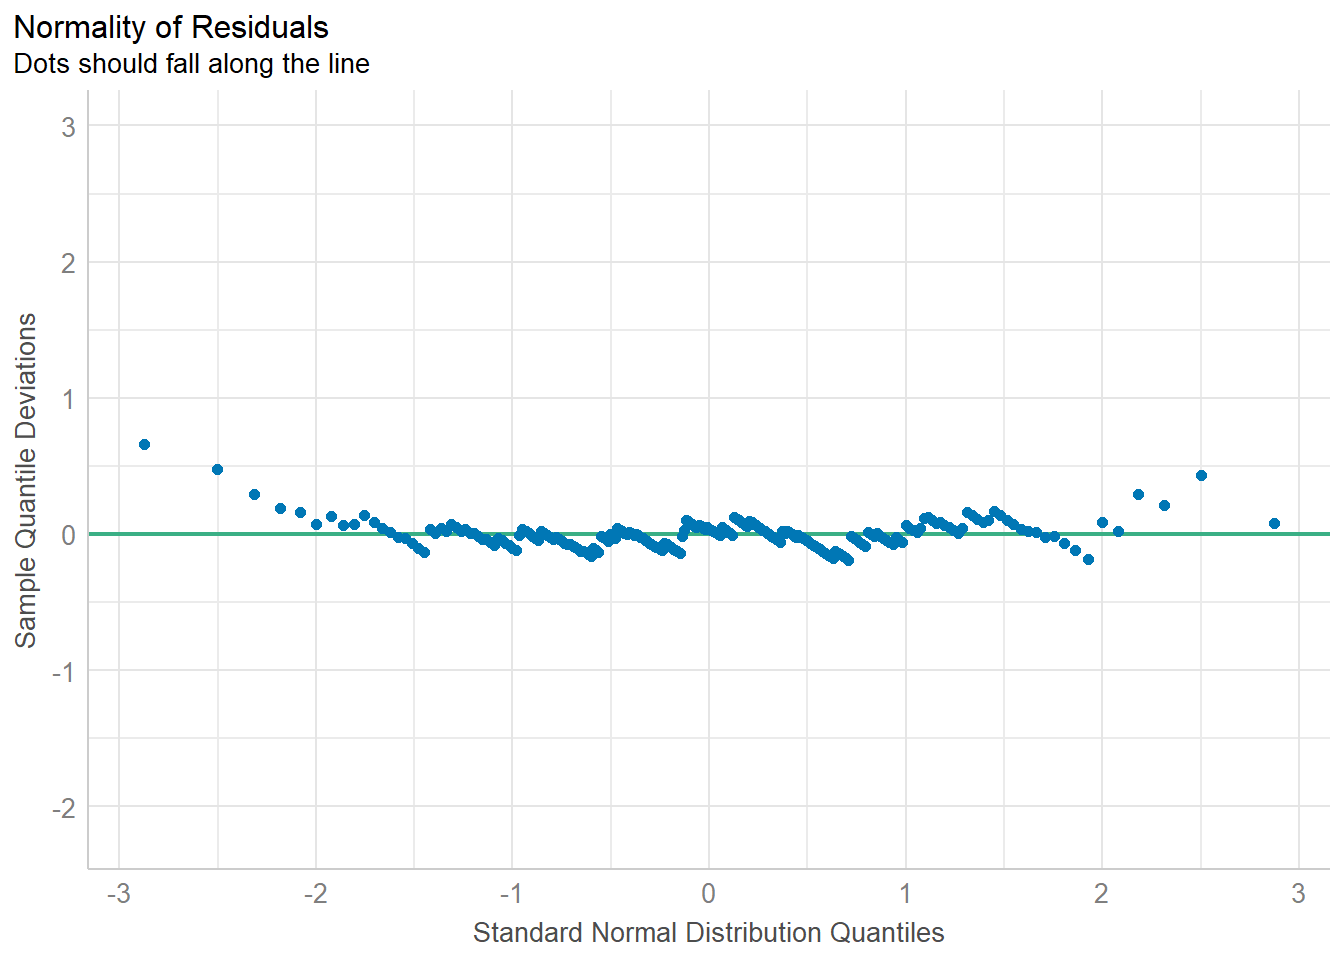 Normality of Residuals
Dots should fall along the line
3
2
1
0
-1
-2
Sample Quantile Deviations
-3 -2 -1 0 1 2 3
Standard Normal Distribution Quantiles